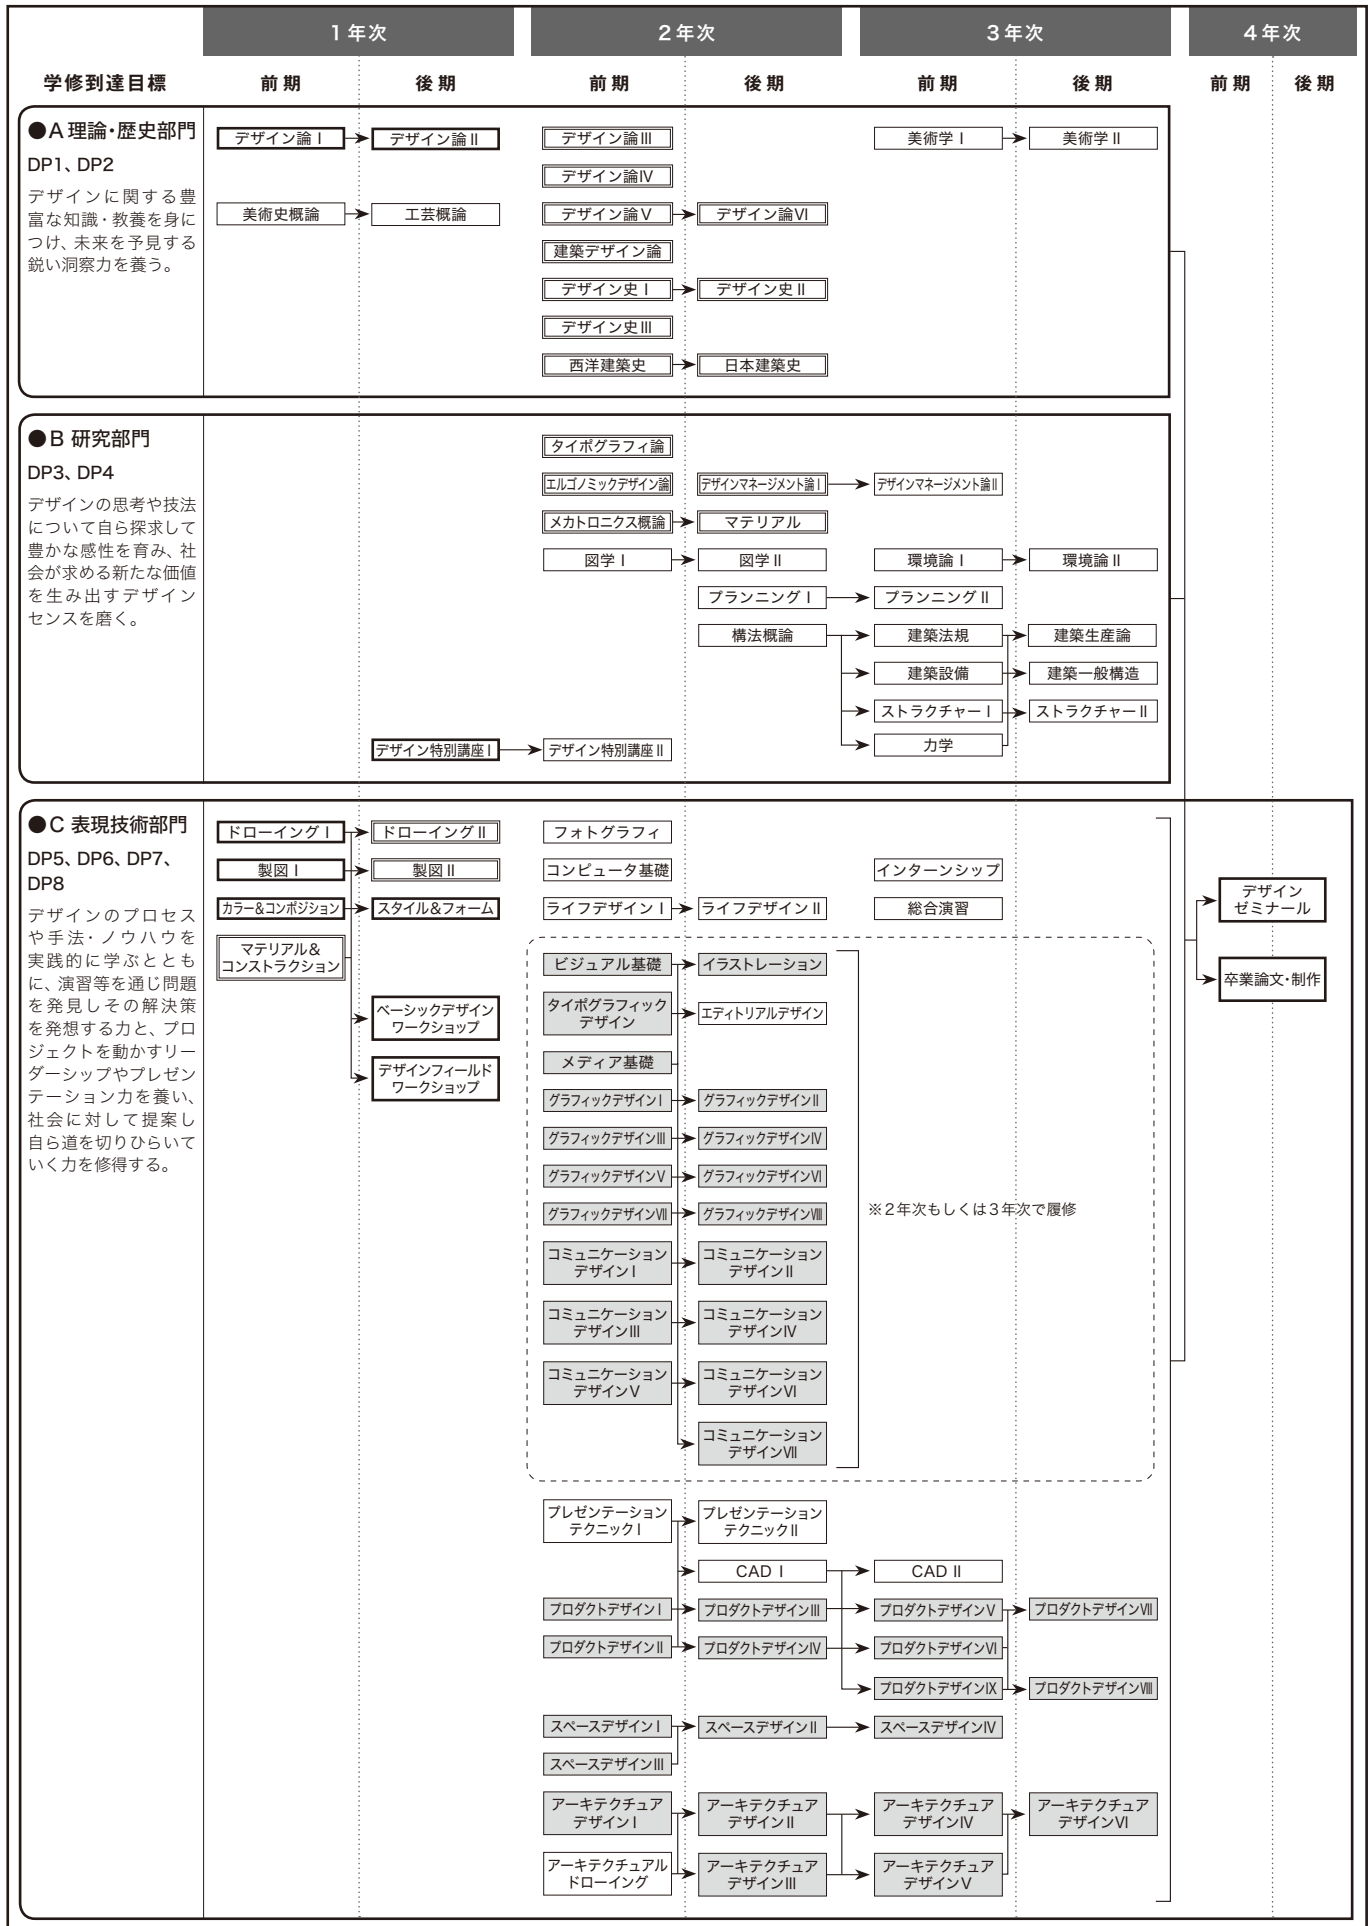 1年次 2年次 3年次 4年次
学修到達目標 前期 後期 前期 後期 前期 後期 前期 後期
●A 理論・歴史部門
DP1、DP2
デザインに関する豊
富な知識・教養を身に
つけ、未来を予見する
鋭い洞察力を養う。
デザイン論Ⅰ デザイン論Ⅱ デザイン論Ⅲ 美術学Ⅰ 美術学Ⅱ
デザイン論Ⅳ
美術史概論 工芸概論 デザイン論Ⅴ デザイン論Ⅵ
建築デザイン論
デザイン史Ⅰ デザイン史Ⅱ
デザイン史Ⅲ
西洋建築史 日本建築史
●B 研究部門
DP3、DP4
デザインの思考や技法
について自ら探求して
豊かな感性を育み、社
会が求める新たな価値
を生み出すデザイン
センスを磨く。
タイポグラフィ論
エルゴノミックデザイン論 デザインマネージメント論Ⅰ デザインマネージメント論Ⅱ
メカトロニクス概論 マテリアル
図学Ⅰ 図学Ⅱ 環境論Ⅰ 環境論Ⅱ
プランニングⅠ プランニングⅡ
構法概論 建築法規 建築生産論
建築設備 建築一般構造
ストラクチャーⅠ ストラクチャーⅡ
デザイン特別講座Ⅰ デザイン特別講座Ⅱ 力学
●C 表現技術部門
DP5、DP6、DP7、
DP8
デザインのプロセス
や手法・ノウハウを
実践的に学ぶととも
に、演習等を通じ問題
を発見しその解決策
を発想する力と、プロ
ジェクトを動かすリー
ダーシップやプレゼン
テーション力を養い、
社会に対して提案し
自ら道を切りひらいて
いく力を修得する。
ドローイングⅠ ドローイングⅡ フォトグラフィ
製図Ⅰ 製図Ⅱ コンピュータ基礎 インターンシップ
カラー&コンポジション スタイル&フォーム ライフデザインⅠ ライフデザインⅡ 総合演習
デザイン
ゼミナール
マテリアル&
コンストラクション
ビジュアル基礎 イラストレーション
卒業論文・制作
ベーシックデザイン
ワークショップ
タイポグラフィック
デザイン
エディトリアルデザイン
デザインフィールド
ワークショップ
メディア基礎
グラフィックデザインⅠ グラフィックデザインⅡ
グラフィックデザインⅢ グラフィックデザインⅣ
グラフィックデザインⅤ グラフィックデザインⅥ
グラフィックデザインⅦ グラフィックデザインⅧ
※2年次もしくは3年次で履修
コミュニケーション
デザインⅠ
コミュニケーション
デザインⅡ
コミュニケーション
デザインⅢ
コミュニケーション
デザインⅣ
コミュニケーション
デザインⅤ
コミュニケーション
デザインⅥ
コミュニケーション
デザインⅦ
プレゼンテーション
テクニックⅠ
プレゼンテーション
テクニックⅡ
CAD Ⅰ CAD Ⅱ
プロダクトデザインⅠ プロダクトデザインⅢ プロダクトデザインⅤ プロダクトデザインⅦ
プロダクトデザインⅡ プロダクトデザインⅣ プロダクトデザインⅥ
プロダクトデザインⅨ プロダクトデザインⅧ
スペースデザインⅠ スペースデザインⅡ スペースデザインⅣ
スペースデザインⅢ
アーキテクチュア
デザインⅠ
アーキテクチュア
デザインⅡ
アーキテクチュア
デザインⅣ
アーキテクチュア
デザインⅥ
アーキテクチュアル
ドローイング
アーキテクチュア
デザインⅢ
アーキテクチュア
デザインⅤ